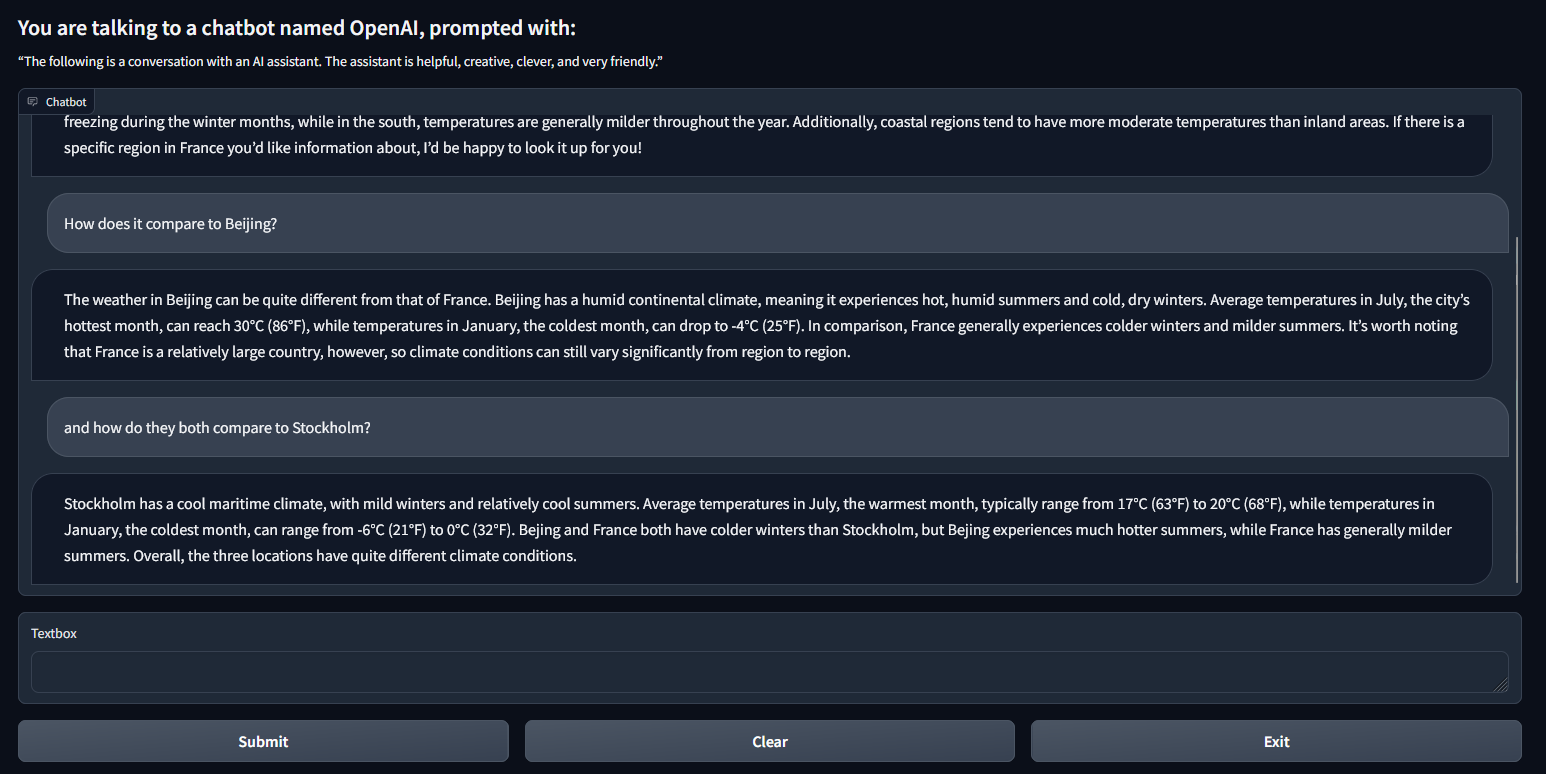 You are talking to a chatbot named OpenAI, prompted with:
“The following is a conversation with an AI assistant. The assistant is helpful, creative, clever, and very friendly.”
Chatbot
freezing during the winter months, while in the south, temperatures are generally milder throughout the year. Additionally, coastal regions tend to have more moderate temperatures than inland areas. If there is a
specific region in France you’d like information about, I’d be happy to look it up for you!
How does it compare to Beijing?
The weather in Beijing can be quite different from that of France. Beijing has a humid continental climate, meaning it experiences hot, humid summers and cold, dry winters. Average temperatures in July, the city’s
hottest month, can reach 30°C (86°F), while temperatures in January, the coldest month, can drop to -4°C (25°F). In comparison, France generally experiences colder winters and milder summers. It’s worth noting
that France is a relatively large country, however, so climate conditions can still vary significantly from region to region.
and how do they both compare to Stockholm?
Stockholm has a cool maritime climate, with mild winters and relatively cool summers. Average temperatures in July, the warmest month, typically range from 17°C (63°F) to 20°C (68°F), while temperatures in
January, the coldest month, can range from -6°C (21°F) to 0°C (32°F). Bejing and France both have colder winters than Stockholm, but Bejing experiences much hotter summers, while France has generally milder
summers. Overall, the three locations have quite different climate conditions.
Textbox
Submit
Clear
Exit